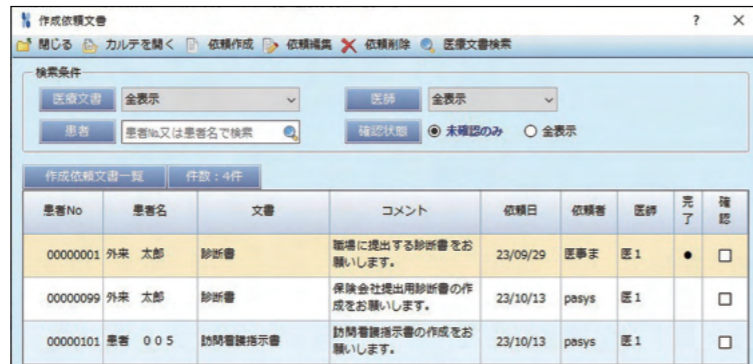 作成依頼文書 ? ×
閉じる カルテを開く 依頼作成 依頼編集 依頼削除 医療文書検索
検索条件
医療文書 全表示 医師 全表示
患者 患者No又は患者名で検索 確認状態 未確認のみ 全表示
作成依頼文書一覧 件数:4件
患者No 患者名 文書 コメント 依頼日 依頼者 医師 完了 確認
00000001 外来 太郎 診断書 職場に提出する診断書をお願いします。 23/09/29 医事ま 医1 ●
00000099 外来 太郎 診断書 保険会社提出用診断書の作成をお願いします。 23/10/13 pasys 医1
00000101 患者 005 訪問看護指示書 訪問看護指示書の作成をお願いします。 23/10/13 pasys 医1